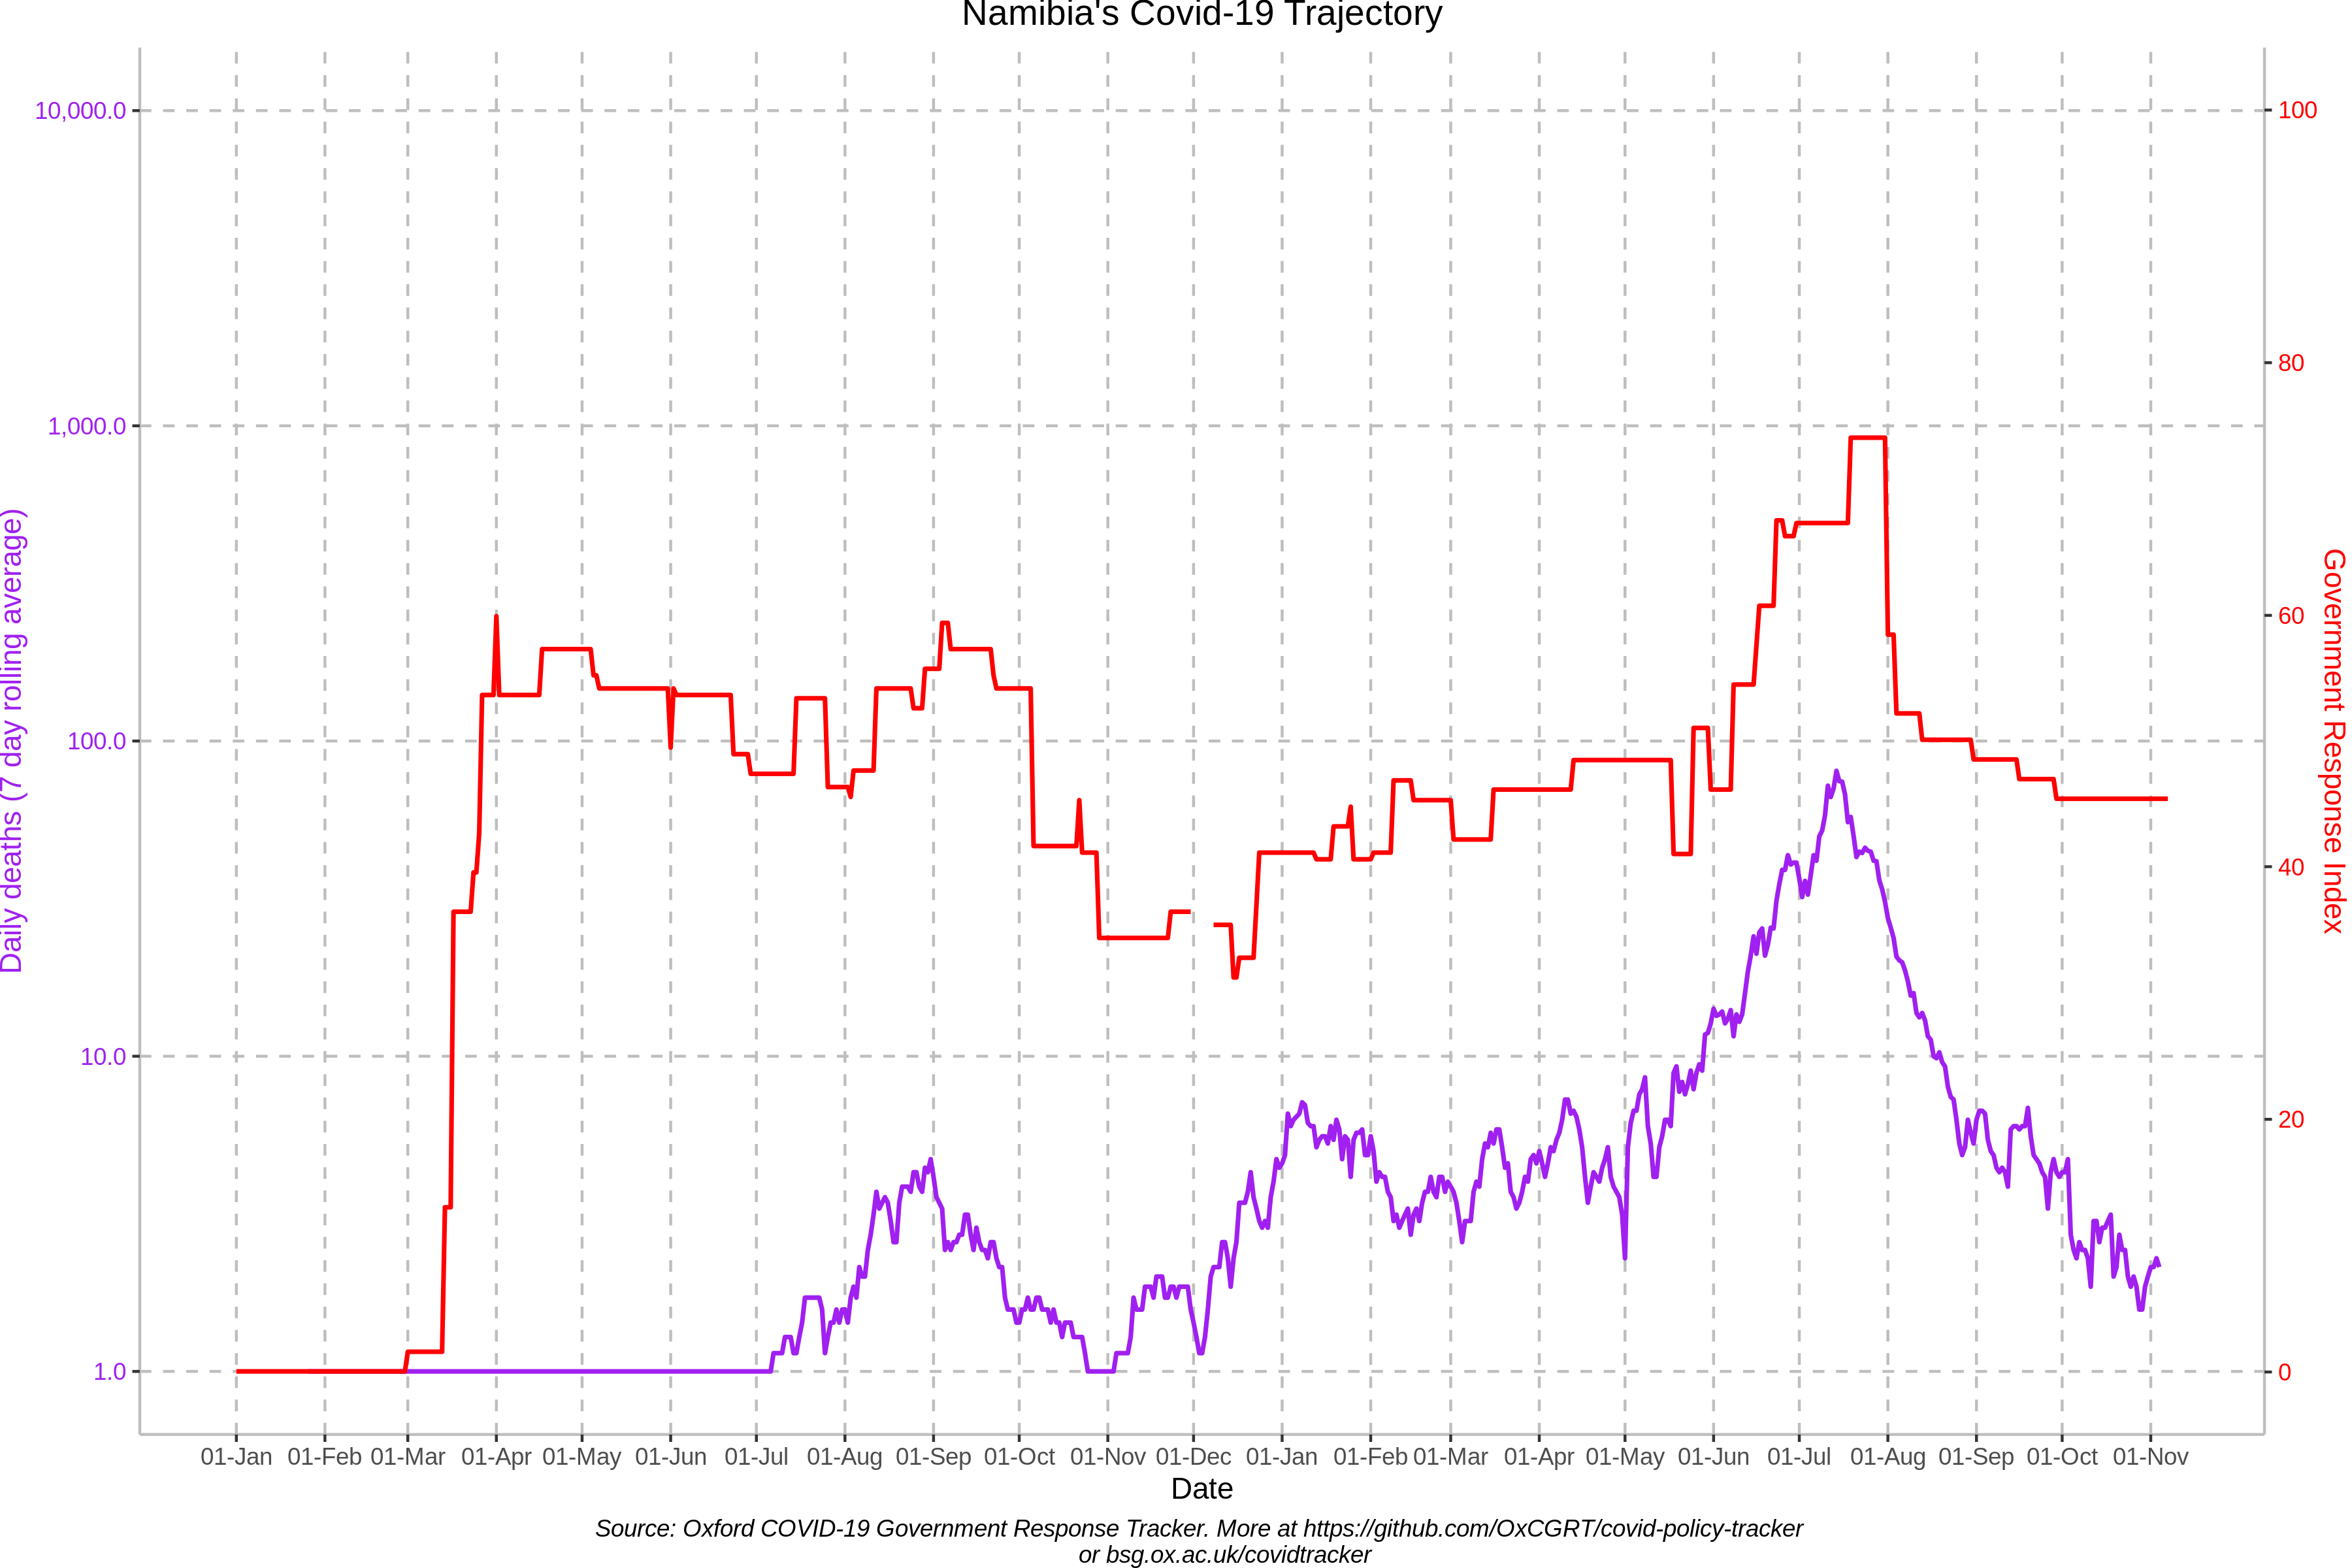 Namibia's Covid-19 Trajectory
10,000.0
1,000.0
100.0
10.0
1.0
Daily deaths (7 day rolling average)
100
80
60
40
20
0
Government Response Index
01-Jan 01-Feb 01-Mar 01-Apr 01-May 01-Jun 01-Jul 01-Aug 01-Sep 01-Oct 01-Nov 01-Dec 01-Jan 01-Feb 01-Mar 01-Apr 01-May 01-Jun 01-Jul 01-Aug 01-Sep 01-Oct 01-Nov
Date
Source: Oxford COVID-19 Government Response Tracker. More at https://github.com/OxCGRT/covid-policy-tracker
or bsg.ox.ac.uk/covidtracker